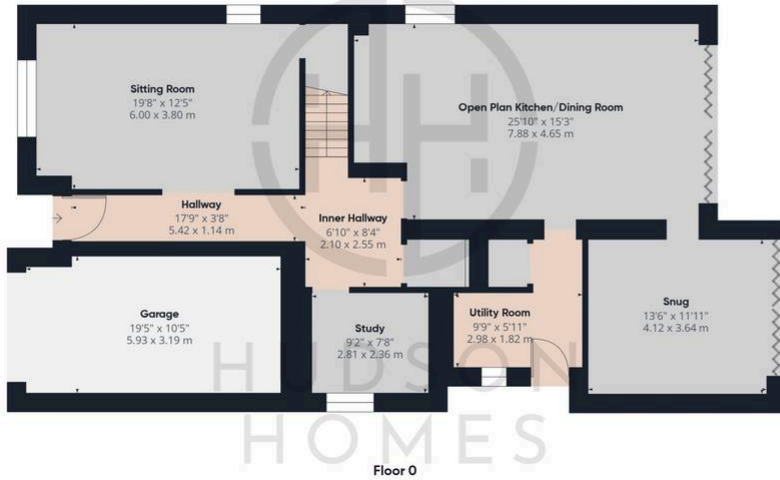 Sitting Room
19'8" x 12'5"
6.00 x 3.80 m
Open Plan Kitchen/Dining Room
25'10" x 15'3"
7.88 x 4.65 m
Hallway
17'9" x 3'8"
5.42 x 1.14 m
Inner Hallway
6'10" x 8'4"
2.10 x 2.55 m
Garage
19'5" x 10'5"
5.93 x 3.19 m
Study
9'2" x 7'8"
2.81 x 2.36 m
Utility Room
9'9" x 5'11"
2.98 x 1.82 m
Snug
13'6" x 11'11"
4.12 x 3.64 m
HH
HUDSON
HOMES
Floor 0